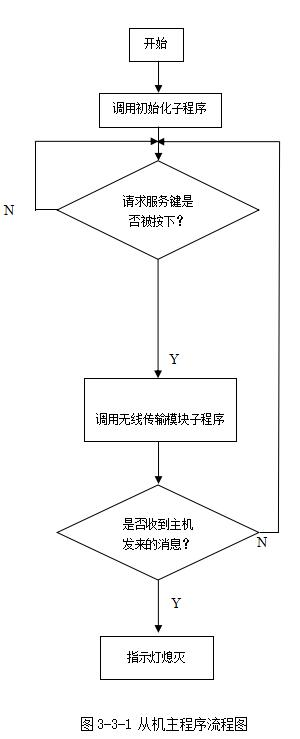 开始
调用初始化子程序
请求服务键是
否被按下?
N
Y
调用无线传输模块子程序
是否收到主机
发来的消息?
N
Y
指示灯熄灭
图 3-3-1 从机主程序流程图